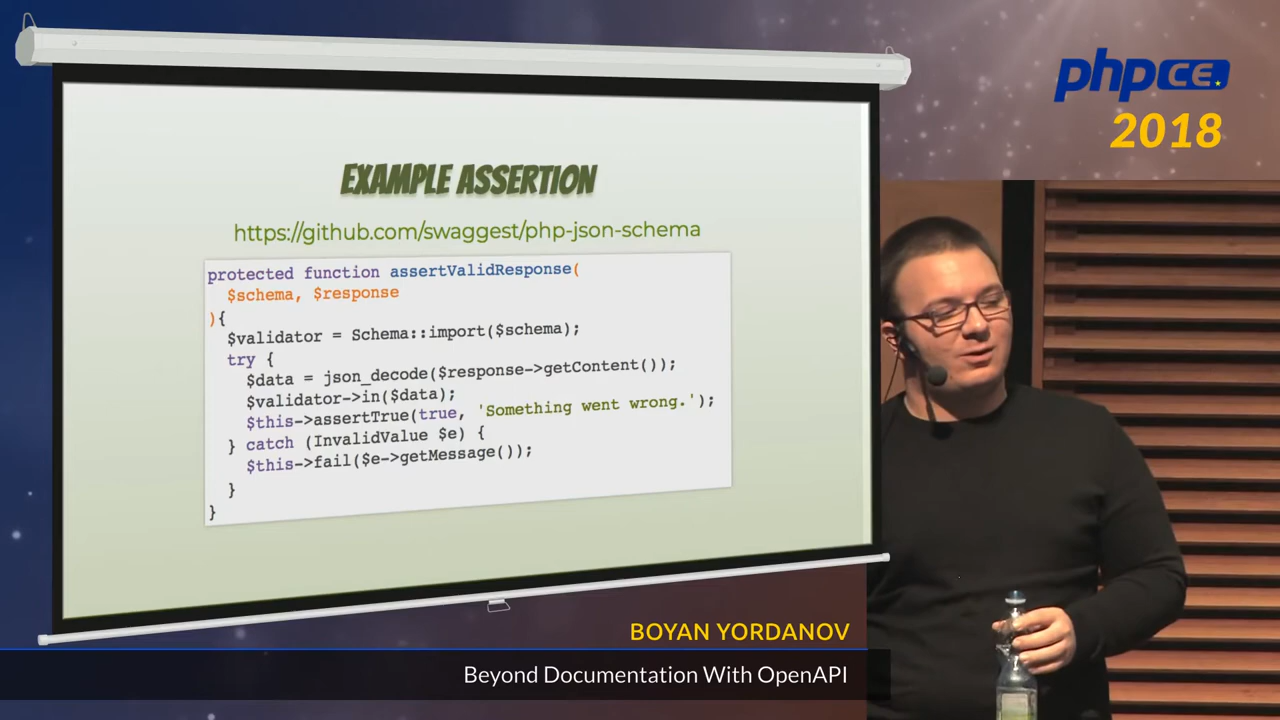 EXAMPLE ASSERTION
https://github.com/swaggest/php-json-schema
protected function assertValidResponse(
  $schema, $response
){
  $validator = Schema::import($schema);
  try {
    $data = json_decode($response->getContent());
    $validator->in($data);
    $this->assertTrue(true, 'Something went wrong.');
  } catch (InvalidValue $e) {
    $this->fail($e->getMessage());
  }
}
phpCE.
2018
BOYAN YORDANOV
Beyond Documentation With OpenAPI